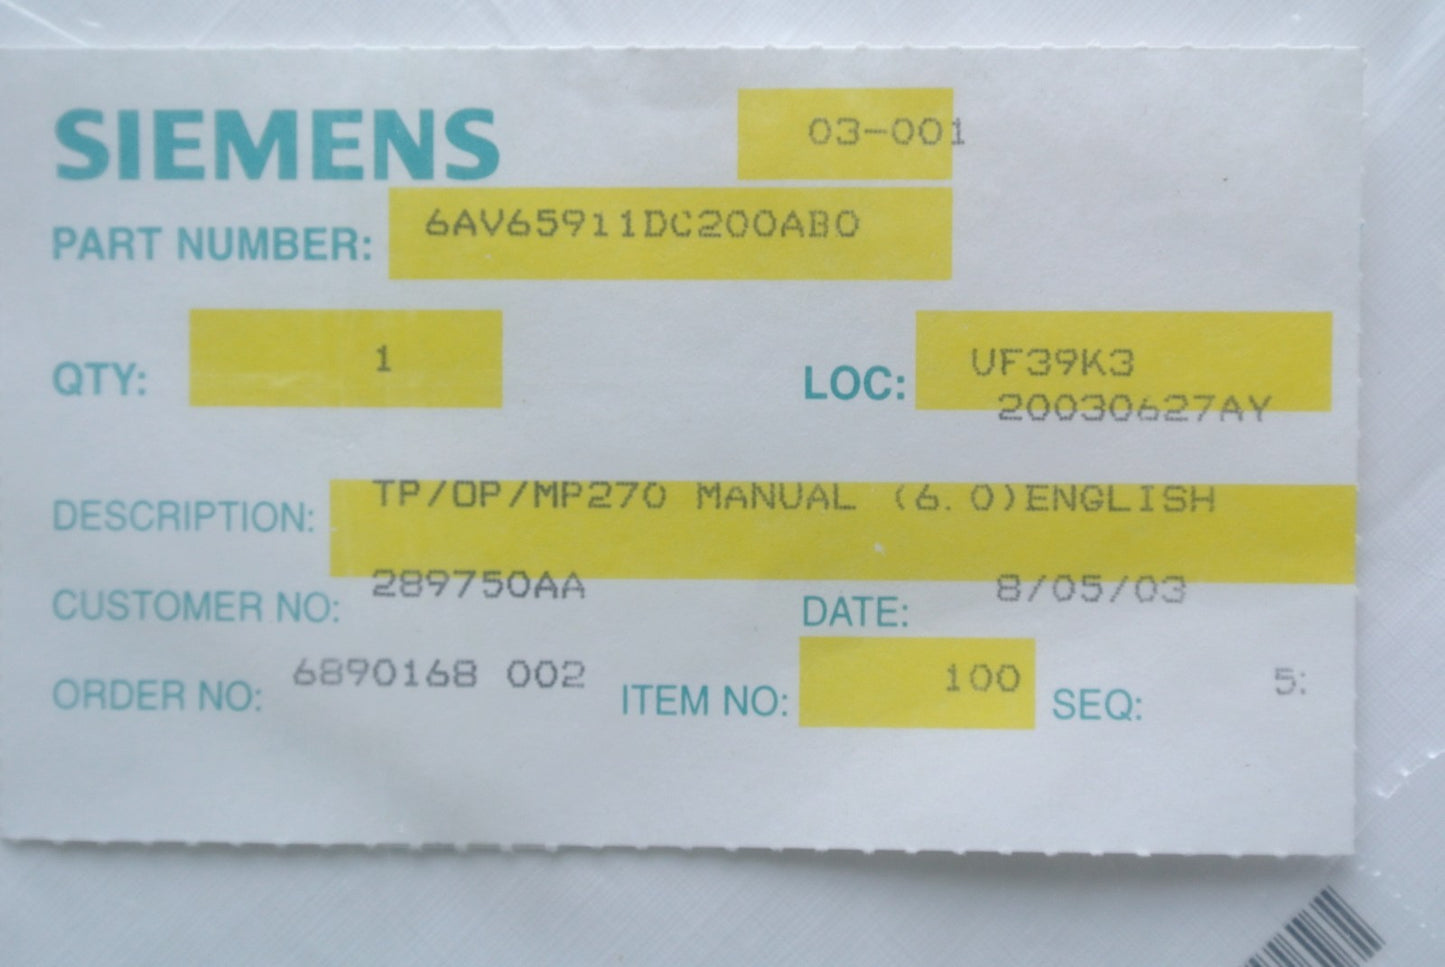 SIEMENS 03-001
PART NUMBER: 6AV65911DC200AB0
QTY: 1 LOC: UF39K3
20030627AY
DESCRIPTION: TP/OP/MP270 MANUAL (6.0)ENGLISH
CUSTOMER NO: 289750AA DATE: 8/05/03
ORDER NO: 6890168 002 ITEM NO: 100 SEQ: 5: